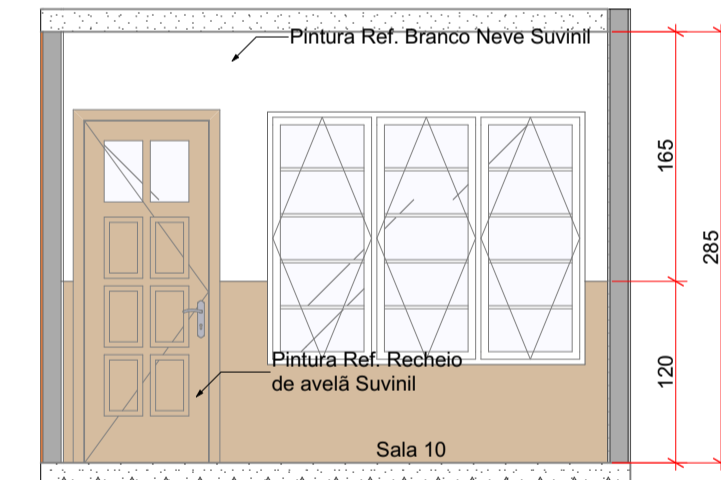 Pintura Ref. Branco Neve Suvinil
165
285
Pintura Ref. Recheio
de avelã Suvinil
120
Sala 10